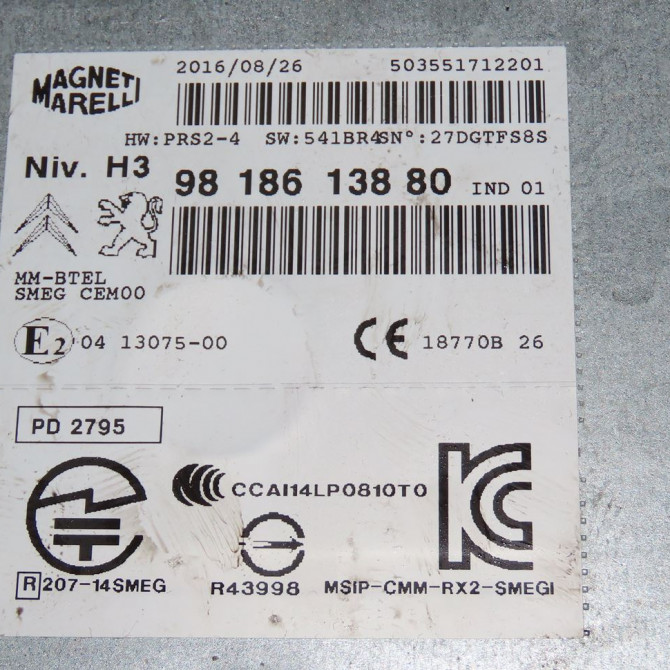 MAGNETI MARELLI
2016/08/26 503551712201
HW:PRS2-4 SW:541BR4SN°:27DGTFS8S
Niv. H3
98 186 138 80 IND 01
MM-BTEL
SMEG CEM00
E2 04 13075-00 CE 18770B 26
PD 2795
CCAI14LP0810T0
R 207-14SMEG R43998 MSIP-CMM-RX2-SMEGI